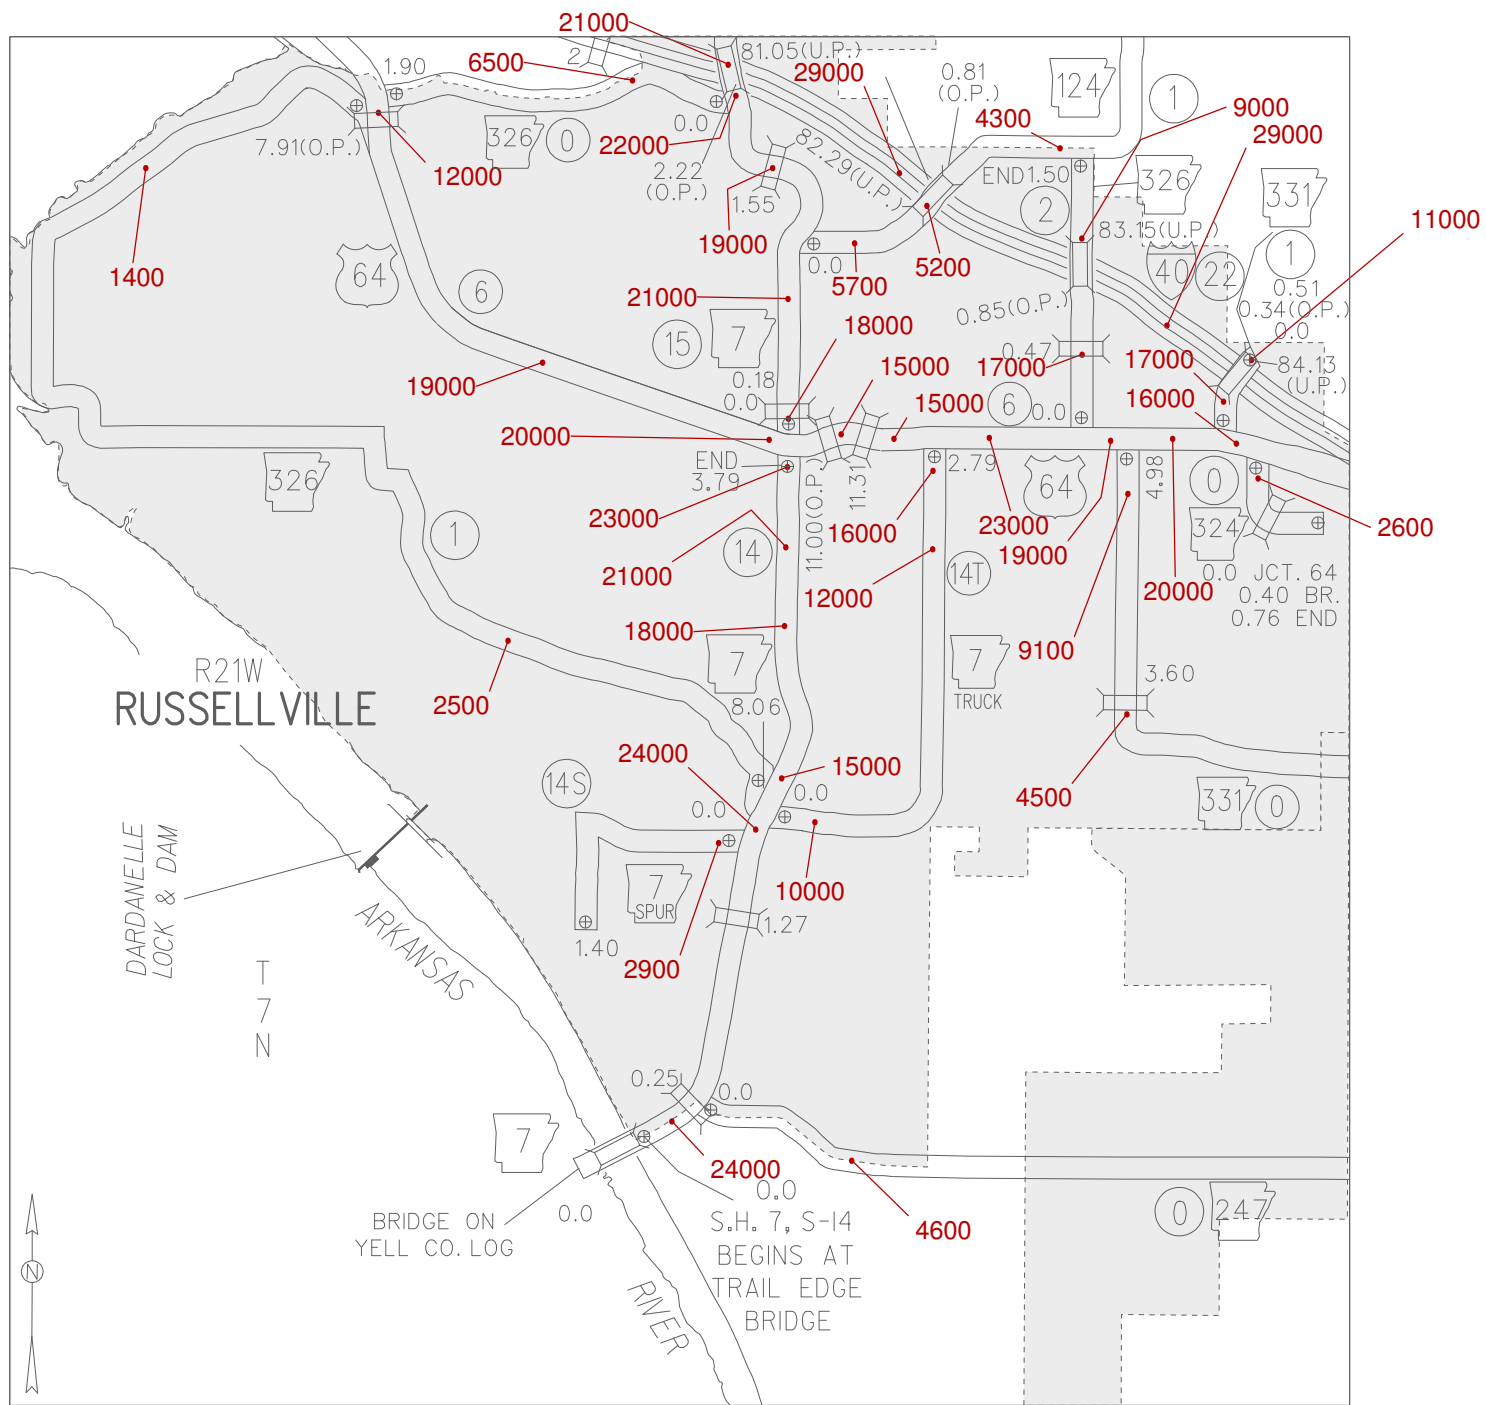 21000
81.05(U.P.)
2
6500
1.90
29000
0.81
(O.P.)
124
1
4300
9000
29000
7.91(O.P.)
326
0
0.0
22000
2.22
(O.P.)
82.29(U.P.)
12000
1.55
END1.50
326
331
2
19000
83.15(U.P.)
11000
1400
64
6
0.0
5700
5200
40
22
1
0.51
0.34(O.P.)
0.0
21000
0.85(O.P.)
15
7
18000
0.47
17000
17000
84.13
(U.P.)
19000
0.18
0.0
15000
15000
6
0.0
16000
20000
END
3.79
11.00(O.P.)
11.31
2.79
64
4.98
0
326
23000
16000
23000
19000
324
2600
1
14
21000
12000
14T
20000
0.0 JCT. 64
0.40 BR.
0.76 END
18000
7
7
TRUCK
9100
R21W
RUSSELLVILLE
2500
8.06
3.60
24000
15000
14S
0.0
0.0
4500
331
0
DARDANELLE
LOCK & DAM
7
SPUR
10000
1.27
1.40
2900
ARKANSAS
T
7
N
0.25
0.0
7
24000
0.0
0.0
S.H. 7, S-14
BEGINS AT
TRAIL EDGE
BRIDGE
4600
0
247
BRIDGE ON
YELL CO. LOG
RIVER
N